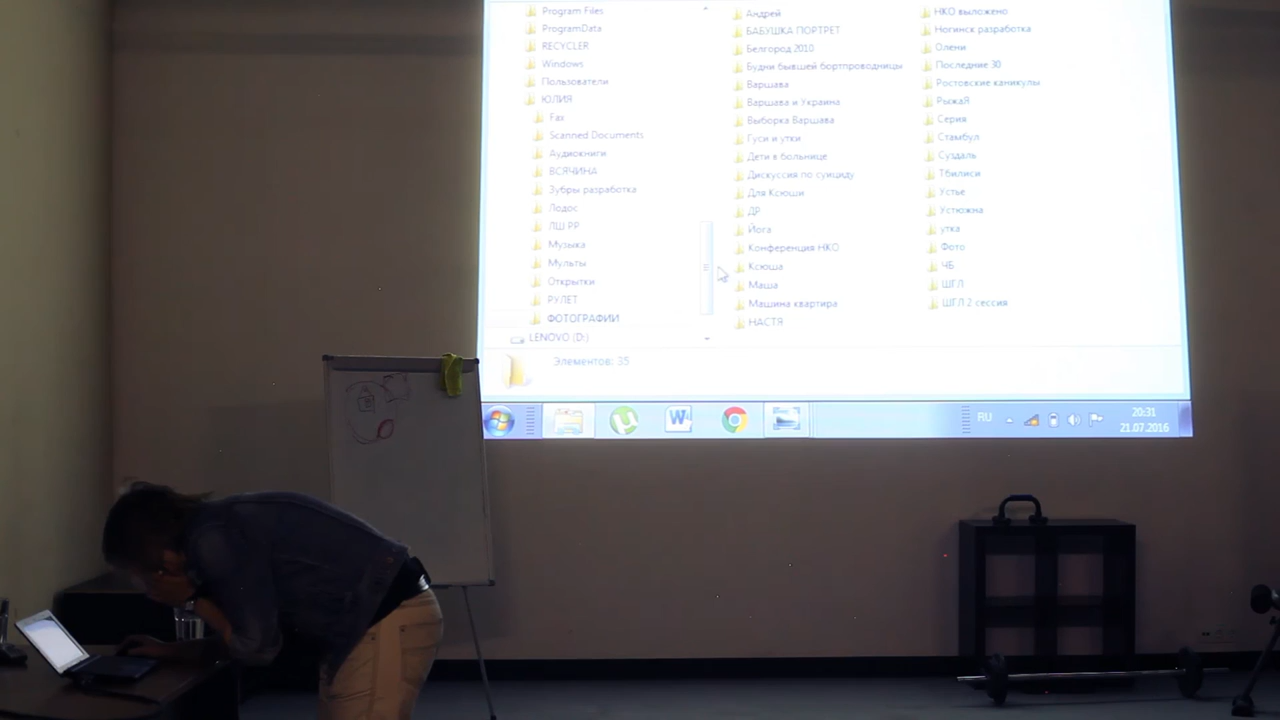 Program Files
ProgramData
RECYCLER
Windows
Пользователи
ЮЛИЯ
Fax
Scanned Documents
Аудиокниги
ВСЯЧИНА
Зубры разработка
Лодос
ЛШ РР
Музыка
Мульты
Открытки
РУЛЕТ
ФОТОГРАФИИ
LENOVO (D:)
Андрей
БАБУШКА ПОРТРЕТ
Белгород 2010
Будни бывшей бортпроводницы
Варшава
Варшава и Украина
Выборка Варшава
Гуси и утки
Дети в больнице
Дискуссия по суициду
Для Ксюши
ДР
Йога
Конференция НКО
Ксюша
Маша
Машина квартира
НАСТЯ
НКО выложено
Ногинск разработка
Олени
Последние 30
Ростовские каникулы
РыжаЯ
Серия
Стамбул
Суздаль
Тбилиси
Устье
Устюжна
утка
Фото
ЧБ
ШГЛ
ШГЛ 2 сессия
Элементов: 35
W
RU
20:31
21.07.2016